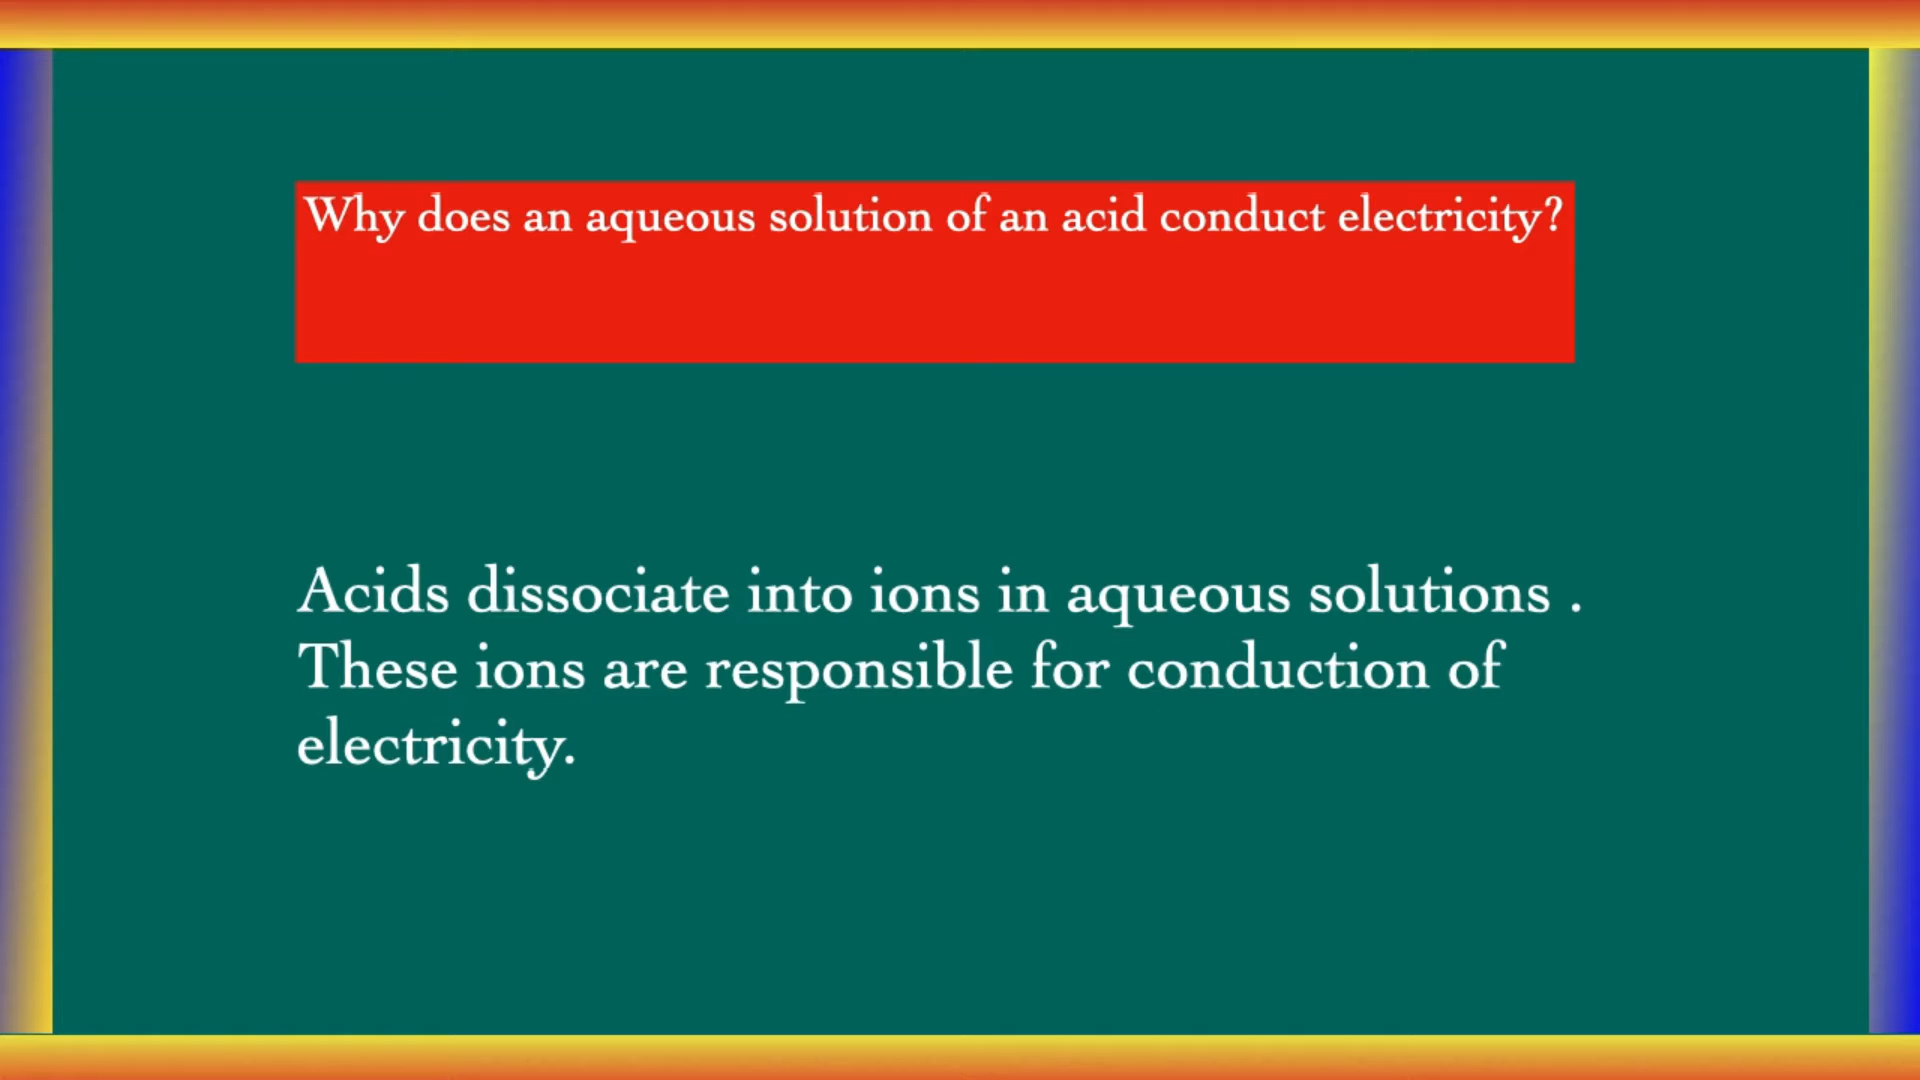 Why does an aqueous solution of an acid conduct electricity?
Acids dissociate into ions in aqueous solutions .
These ions are responsible for conduction of
electricity.